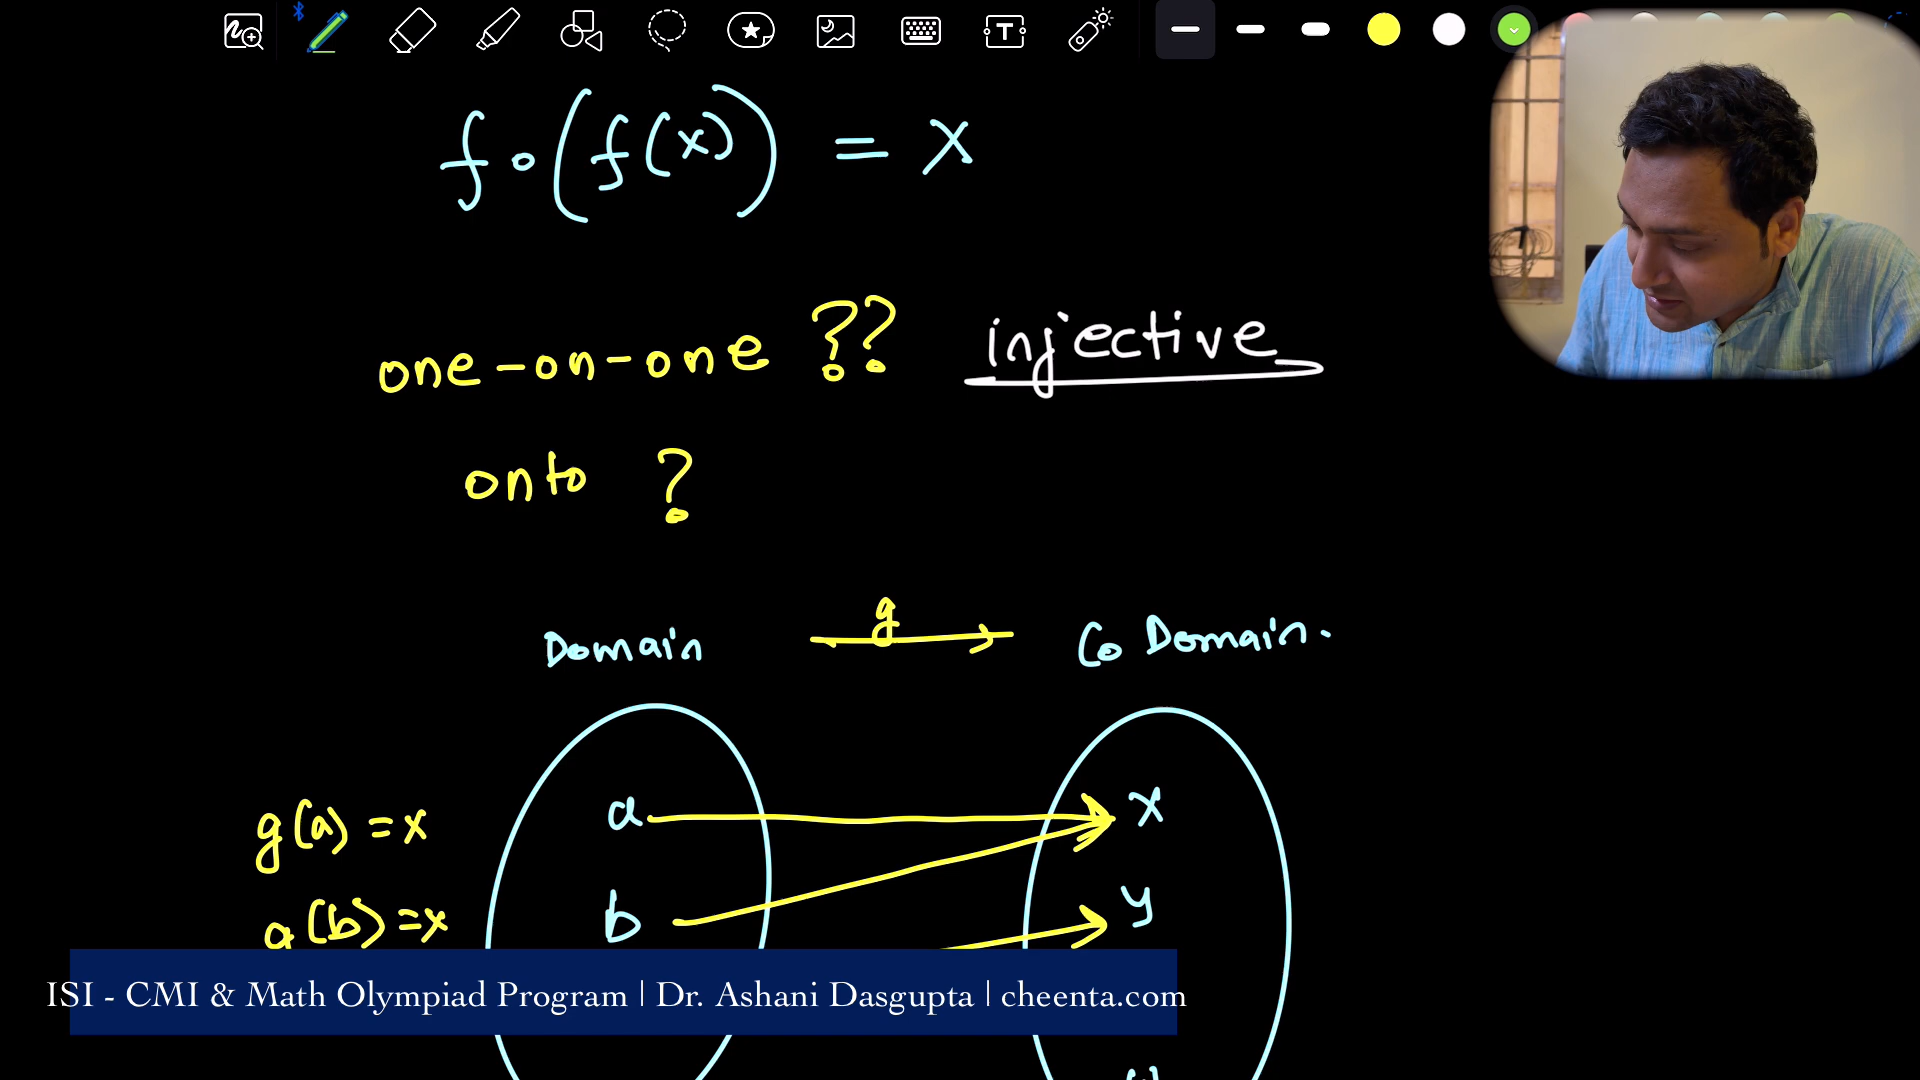 f∘(f(x)) = x
one-on-one ?? injective
onto ?
Domain g Co Domain.
g(a) = x a x
g(b) = x b y
ISI - CMI & Math Olympiad Program | Dr. Ashani Dasgupta | cheenta.com